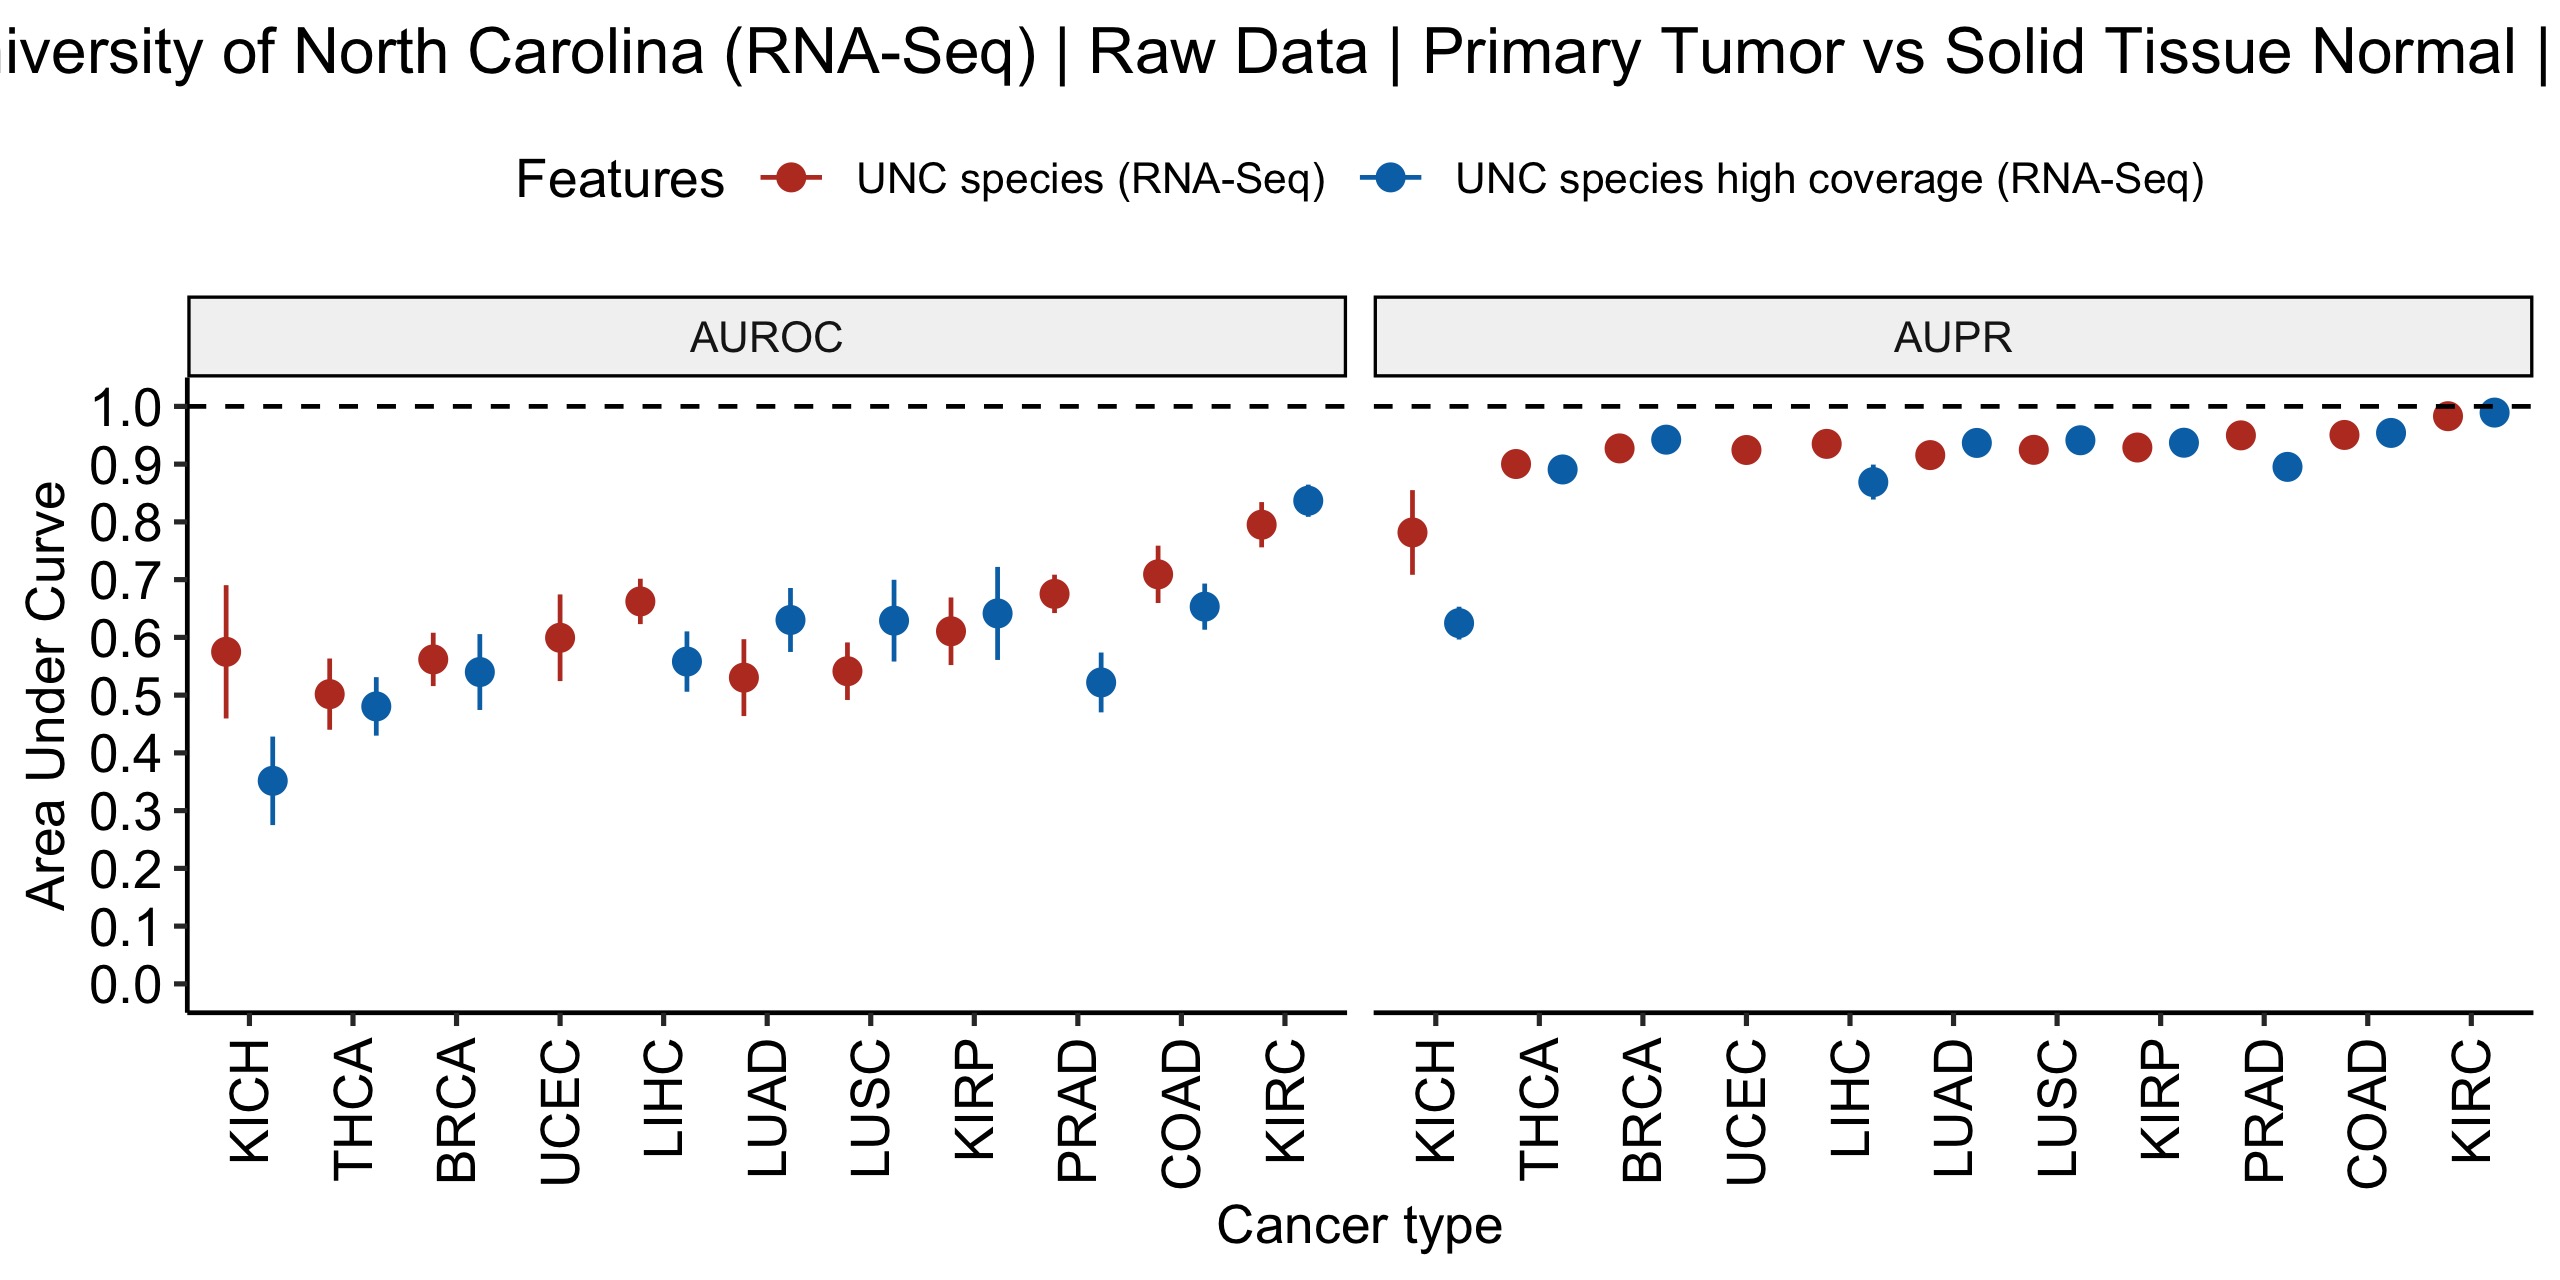 niversity of North Carolina (RNA-Seq) | Raw Data | Primary Tumor vs Solid Tissue Normal |
Features UNC species (RNA-Seq) UNC species high coverage (RNA-Seq)
AUROC AUPR
Area Under Curve
1.0
0.9
0.8
0.7
0.6
0.5
0.4
0.3
0.2
0.1
0.0
KICH THCA BRCA UCEC LIHC LUAD LUSC KIRP PRAD COAD KIRC KICH THCA BRCA UCEC LIHC LUAD LUSC KIRP PRAD COAD KIRC
Cancer type